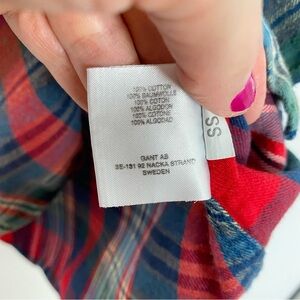 100% COTTON
100% BAUMWOLLE
100% COTON
100% ALGODOR
100% COTONE
100% ALGODAO
GANT AB
SE-131 92 NACKA STRAND
SWEDEN
SS